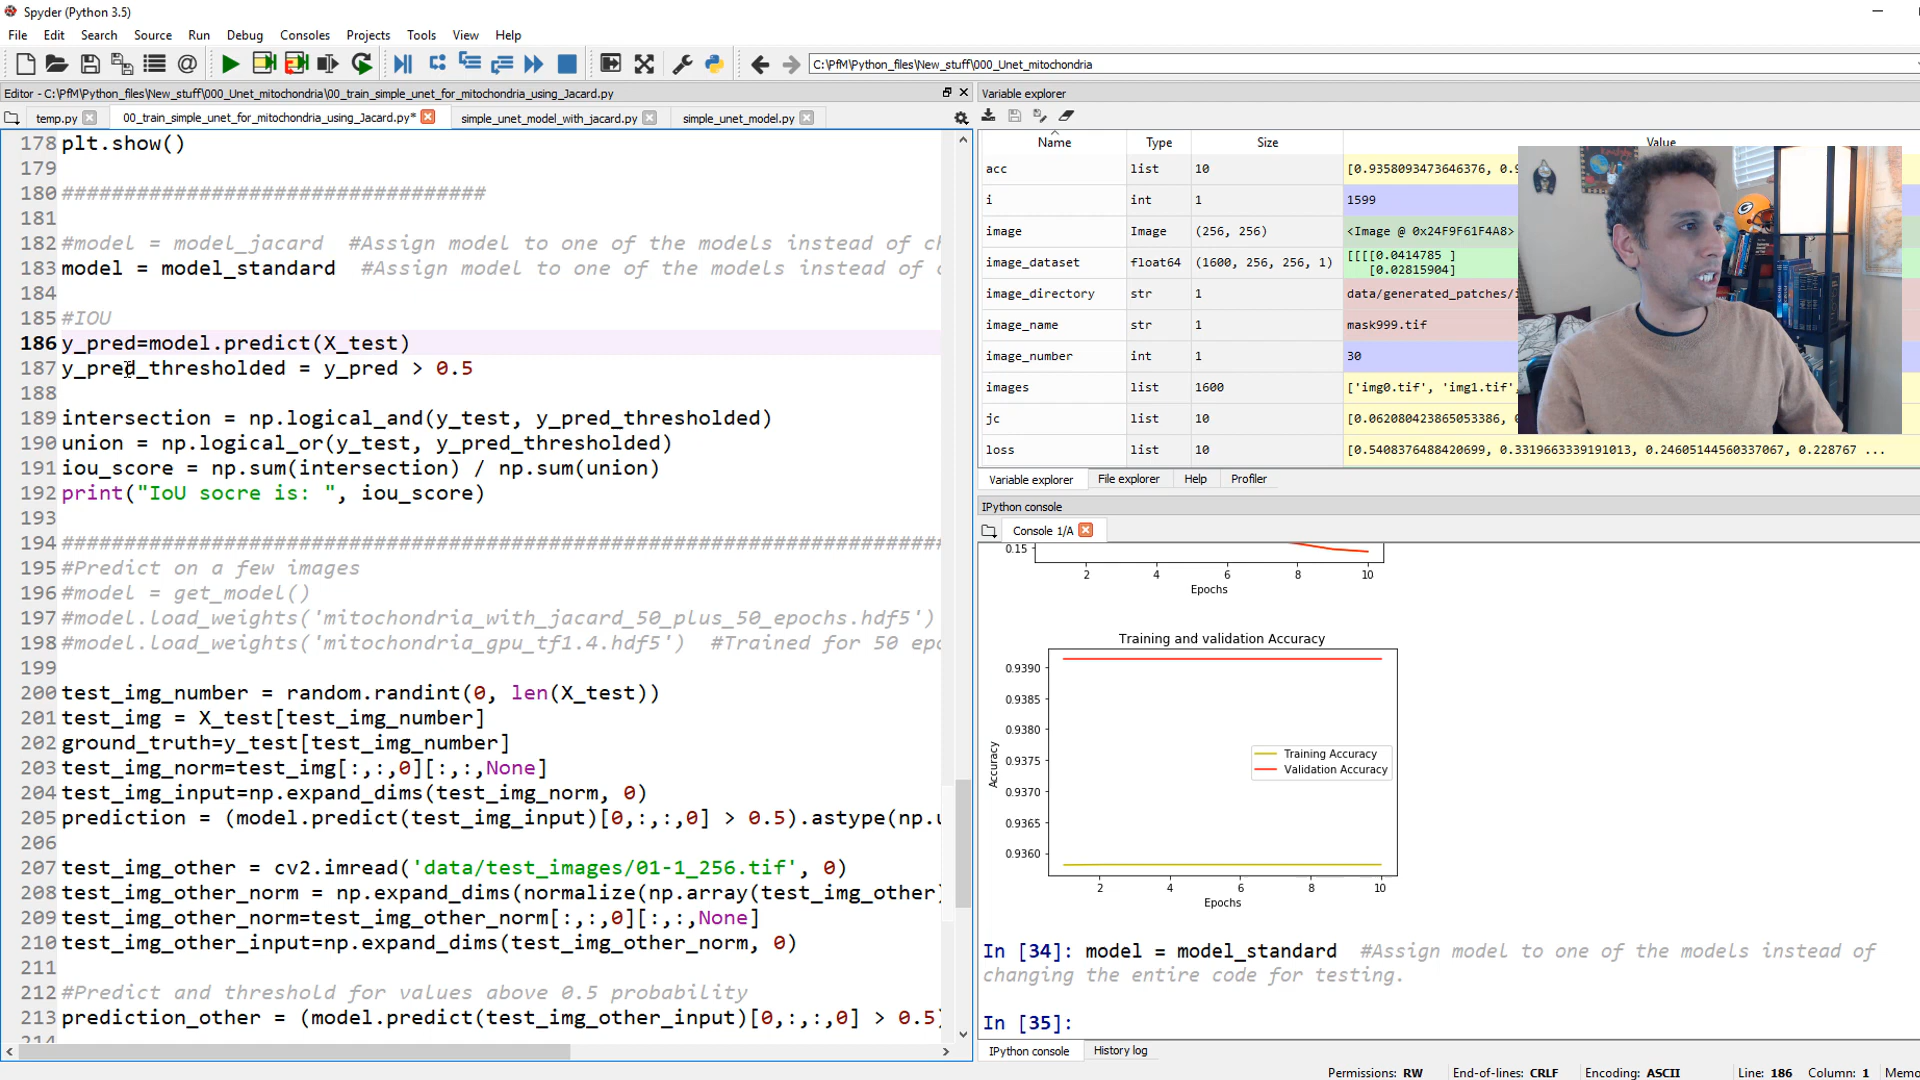 Spyder (Python 3.5)
File Edit Search Source Run Debug Consoles Projects Tools View Help
C:\PfM\Python_files\New_stuff\000_Unet_mitochondria
Editor - C:\PfM\Python_files\New_stuff\000_Unet_mitochondria\00_train_simple_unet_for_mitochondria_using_Jacard.py
temp.py 00_train_simple_unet_for_mitochondria_using_Jacard.py* simple_unet_model_with_jacard.py simple_unet_model.py
178 plt.show()
179
180 ##################################
181
182 #model = model_jacard  #Assign model to one of the models instead of ch
183 model = model_standard  #Assign model to one of the models instead of c
184
185 #IOU
186 y_pred=model.predict(X_test)
187 y_pred_thresholded = y_pred > 0.5
188
189 intersection = np.logical_and(y_test, y_pred_thresholded)
190 union = np.logical_or(y_test, y_pred_thresholded)
191 iou_score = np.sum(intersection) / np.sum(union)
192 print("IoU socre is: ", iou_score)
193
194 #######################################################################
195 #Predict on a few images
196 #model = get_model()
197 #model.load_weights('mitochondria_with_jacard_50_plus_50_epochs.hdf5')
198 #model.load_weights('mitochondria_gpu_tf1.4.hdf5')  #Trained for 50 epo
199
200 test_img_number = random.randint(0, len(X_test))
201 test_img = X_test[test_img_number]
202 ground_truth=y_test[test_img_number]
203 test_img_norm=test_img[:,:,0][:,:,None]
204 test_img_input=np.expand_dims(test_img_norm, 0)
205 prediction = (model.predict(test_img_input)[0,:,:,0] > 0.5).astype(np.u
206
207 test_img_other = cv2.imread('data/test_images/01-1_256.tif', 0)
208 test_img_other_norm = np.expand_dims(normalize(np.array(test_img_other)
209 test_img_other_norm=test_img_other_norm[:,:,0][:,:,None]
210 test_img_other_input=np.expand_dims(test_img_other_norm, 0)
211
212 #Predict and threshold for values above 0.5 probability
213 prediction_other = (model.predict(test_img_other_input)[0,:,:,0] > 0.5)
214
Variable explorer
Name Type Size Value
acc list 10 [0.9358093473646376, 0.9
i int 1 1599
image Image (256, 256) <Image @ 0x24F9F61F4A8>
image_dataset float64 (1600, 256, 256, 1) [[[[0.0414785 ]
[0.02815904]
image_directory str 1 data/generated_patches/i
image_name str 1 mask999.tif
image_number int 1 30
images list 1600 ['img0.tif', 'img1.tif',
jc list 10 [0.062080423865053386, 0.
loss list 10 [0.5408376488420699, 0.3319663339191013, 0.24605144560337067, 0.228767 ...
Variable explorer File explorer Help Profiler
IPython console
Console 1/A
0.15
2 4 6 8 10
Epochs
Training and validation Accuracy
0.9390
0.9385
0.9380
0.9375
0.9370
0.9365
0.9360
Accuracy
Training Accuracy
Validation Accuracy
2 4 6 8 10
Epochs
In [34]: model = model_standard  #Assign model to one of the models instead of
changing the entire code for testing.
In [35]:
IPython console History log
Permissions: RW End-of-lines: CRLF Encoding: ASCII Line: 186 Column: 1 Memo